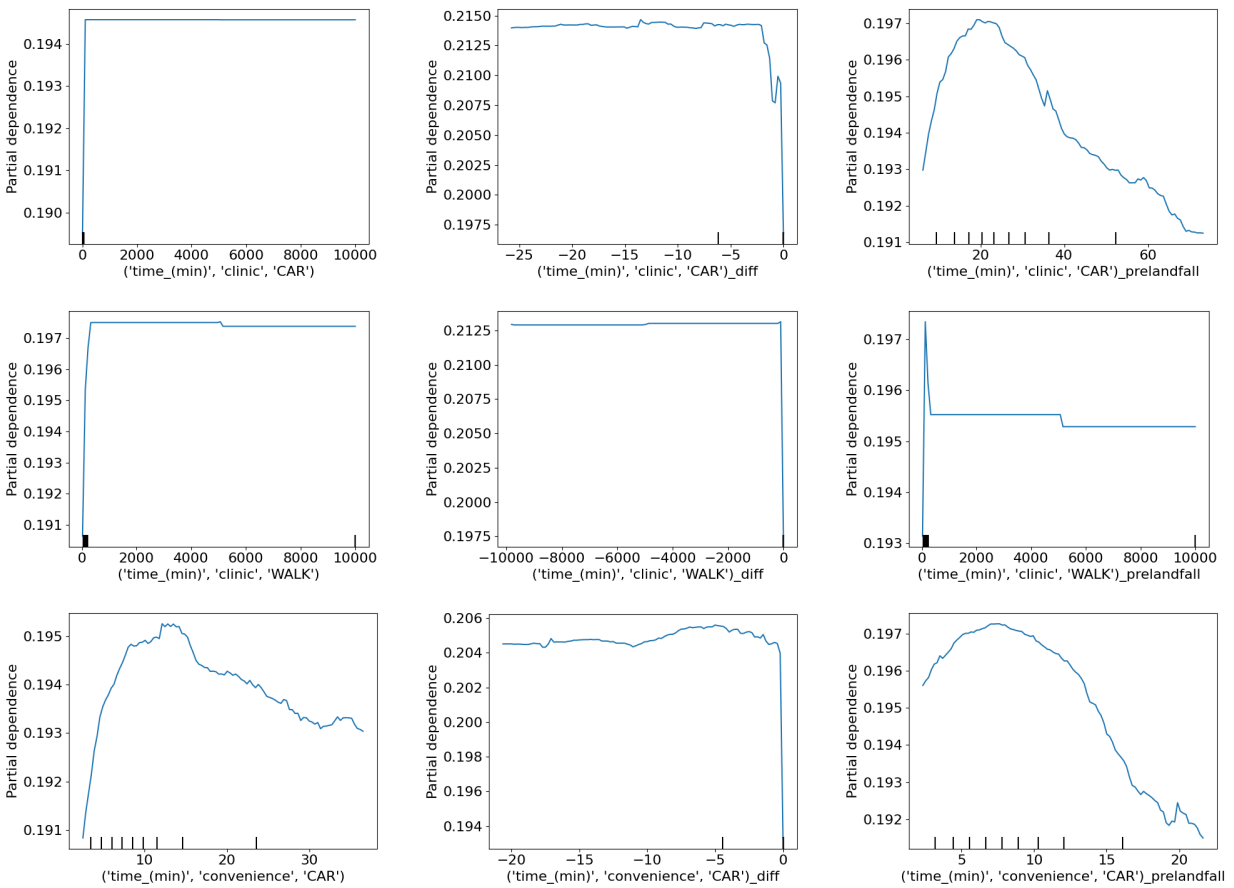 Partial dependence
0.194
0.193
0.192
0.191
0.190
0 2000 4000 6000 8000 10000
('time_(min)', 'clinic', 'CAR')
Partial dependence
0.2150
0.2125
0.2100
0.2075
0.2050
0.2025
0.2000
0.1975
−25 −20 −15 −10 −5 0
('time_(min)', 'clinic', 'CAR')_diff
Partial dependence
0.197
0.196
0.195
0.194
0.193
0.192
0.191
20 40 60
('time_(min)', 'clinic', 'CAR')_prelandfall
Partial dependence
0.197
0.196
0.195
0.194
0.193
0.192
0.191
0 2000 4000 6000 8000 10000
('time_(min)', 'clinic', 'WALK')
Partial dependence
0.2125
0.2100
0.2075
0.2050
0.2025
0.2000
0.1975
−10000 −8000 −6000 −4000 −2000 0
('time_(min)', 'clinic', 'WALK')_diff
Partial dependence
0.197
0.196
0.195
0.194
0.193
0 2000 4000 6000 8000 10000
('time_(min)', 'clinic', 'WALK')_prelandfall
Partial dependence
0.195
0.194
0.193
0.192
0.191
10 20 30
('time_(min)', 'convenience', 'CAR')
Partial dependence
0.206
0.204
0.202
0.200
0.198
0.196
0.194
−20 −15 −10 −5 0
('time_(min)', 'convenience', 'CAR')_diff
Partial dependence
0.197
0.196
0.195
0.194
0.193
0.192
5 10 15 20
('time_(min)', 'convenience', 'CAR')_prelandfall